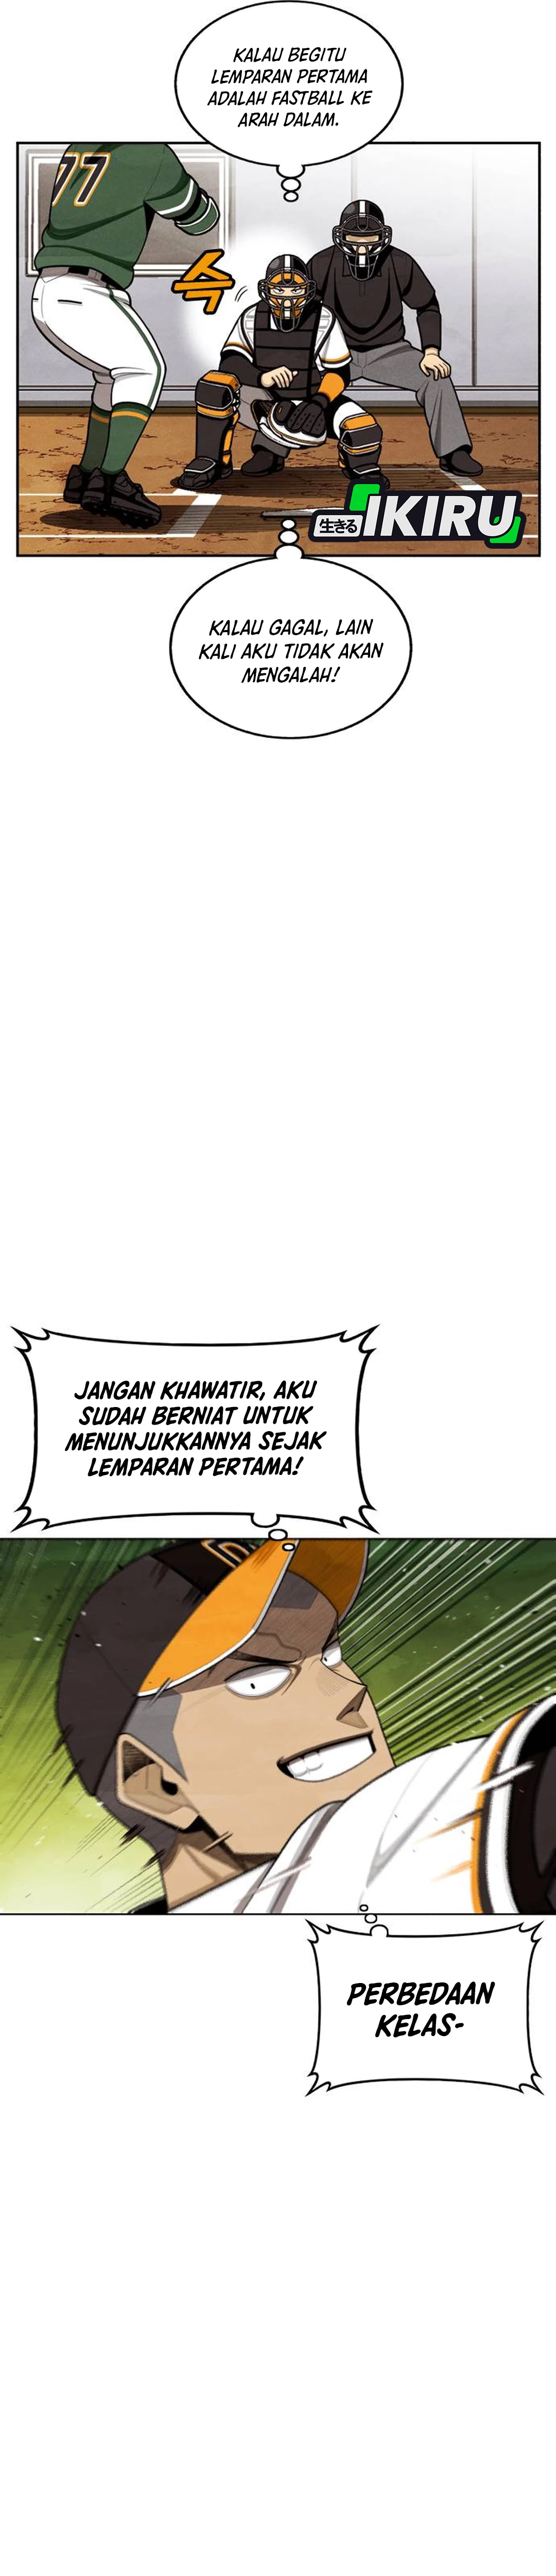 KALAU BEGITU
LEMPARAN PERTAMA
ADALAH FASTBALL KE
ARAH DALAM.
77
슥
生きる IKIRU
KALAU GAGAL, LAIN
KALI AKU TIDAK AKAN
MENGALAH!
JANGAN KHAWATIR, AKU
SUDAH BERNIAT UNTUK
MENUNJUKKANNYA SEJAK
LEMPARAN PERTAMA!
PERBEDAAN
KELAS-